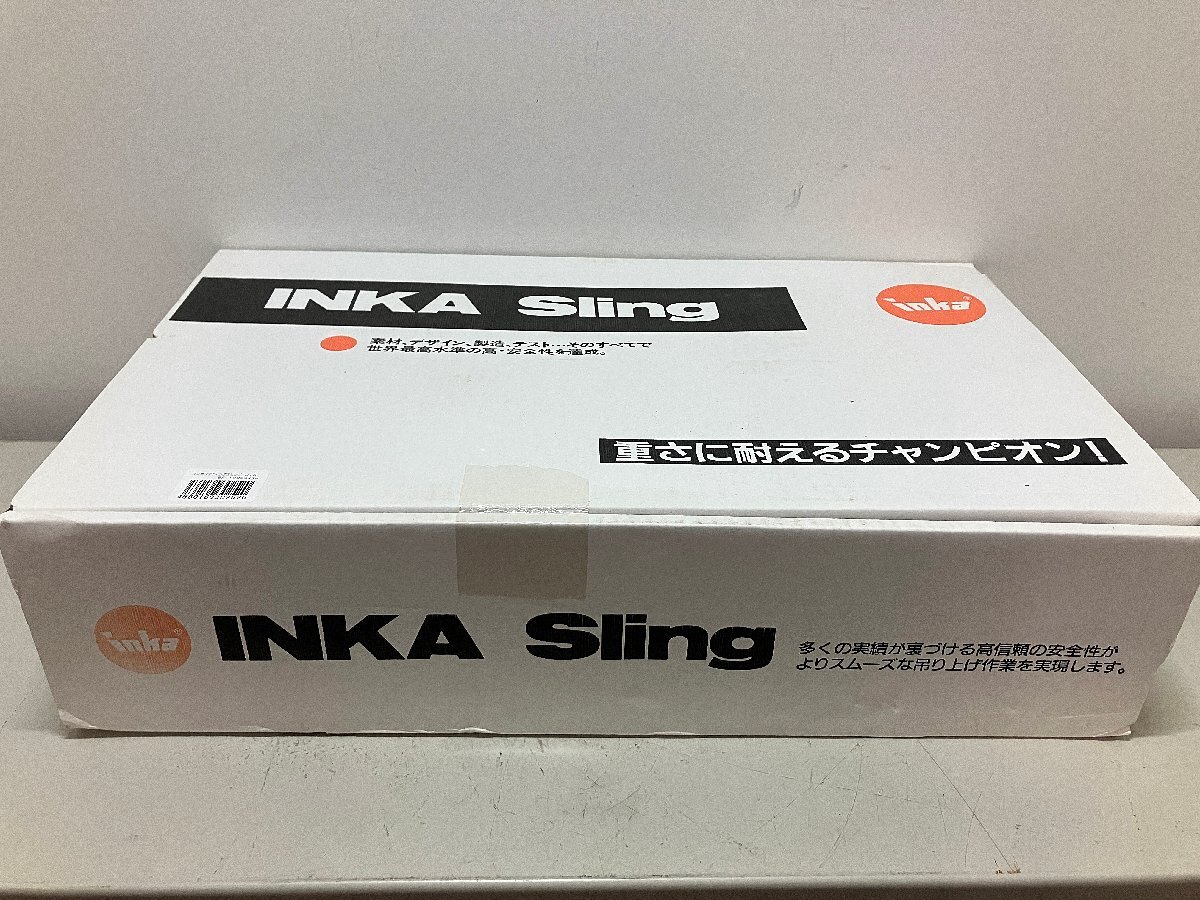 INKA Sling
inka®
素材、デザイン、製造、テスト…そのすべてで
世界最高水準の高・安全性を達成。
重さに耐えるチャンピオン!
inka®
INKA Sling
多くの実績が裏づける高信頼の安全性が
よりスムーズな吊り上げ作業を実現します。